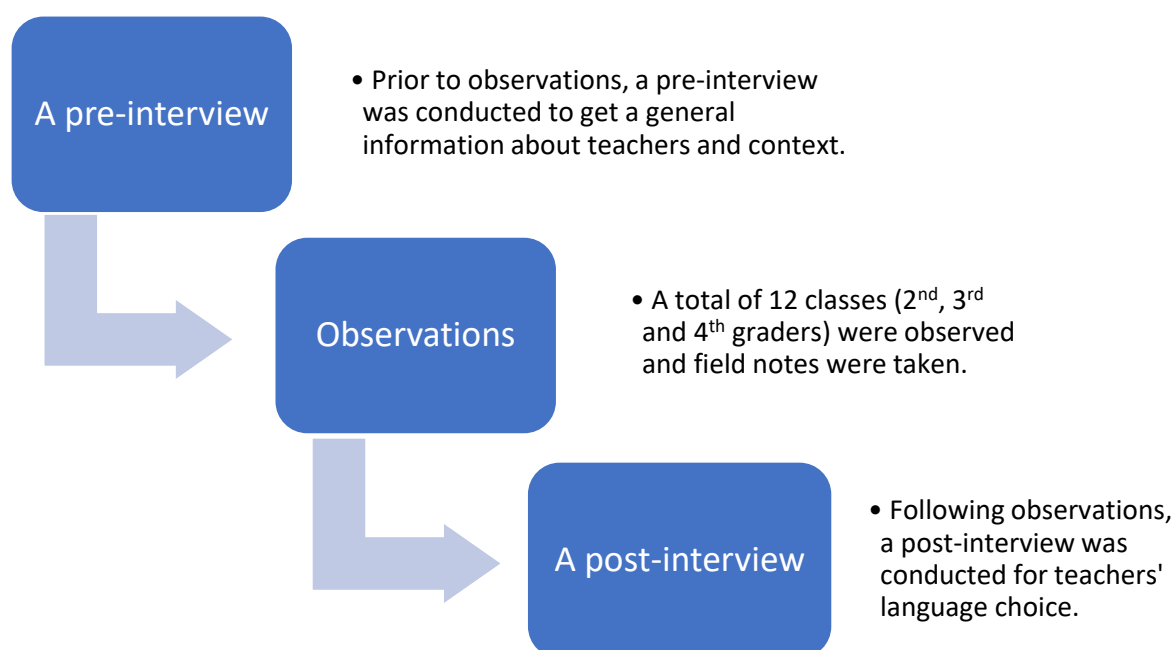 A pre-interview
• Prior to observations, a pre-interview
was conducted to get a general
information about teachers and context.
Observations
• A total of 12 classes (2nd, 3rd
and 4th graders) were observed
and field notes were taken.
A post-interview
• Following observations,
a post-interview was
conducted for teachers'
language choice.